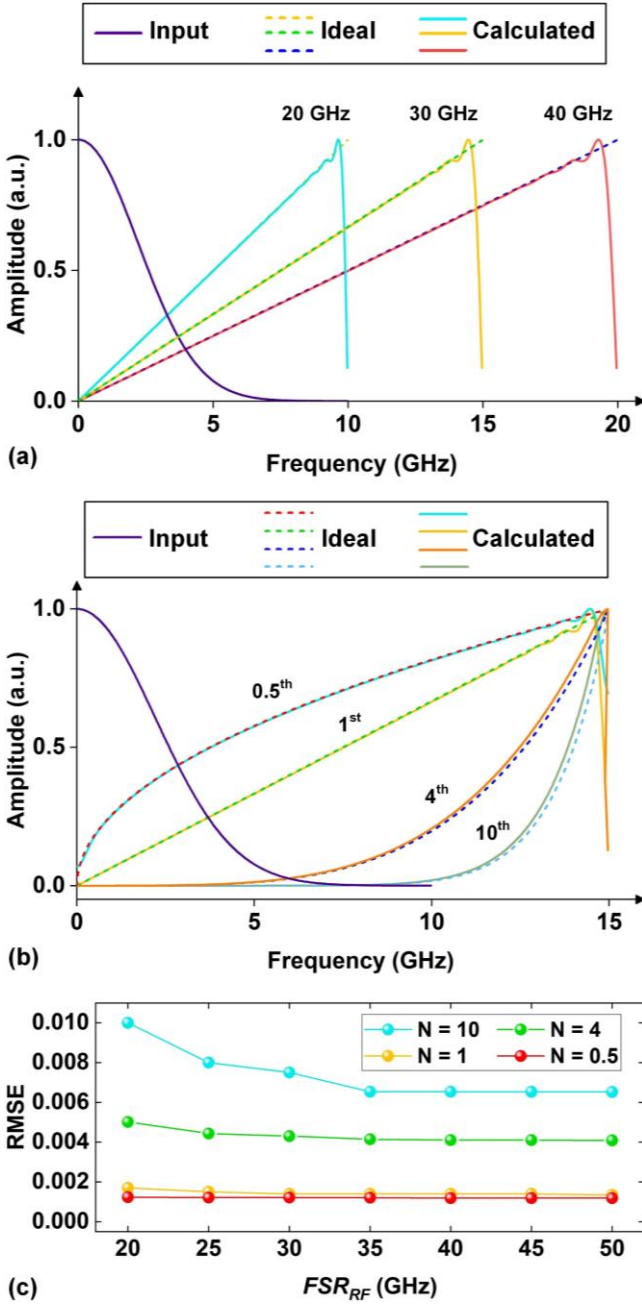 Input Ideal Calculated
20 GHz 30 GHz 40 GHz
1.0
0.5
0.0
Amplitude (a.u.)
0 5 10 15 20
Frequency (GHz)
(a)
Input Ideal Calculated
1.0
0.5
0.0
Amplitude (a.u.)
0.5th
1st
4th
10th
0 5 10 15
Frequency (GHz)
(b)
N = 10 N = 4
N = 1 N = 0.5
0.010
0.008
0.006
0.004
0.002
0.000
RMSE
20 25 30 35 40 45 50
FSRRF (GHz)
(c)